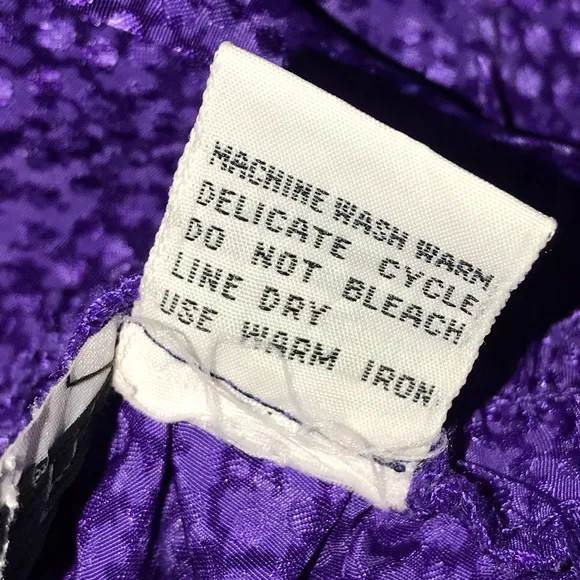 MACHINE WASH WARM
DELICATE CYCLE
DO NOT BLEACH
LINE DRY
USE WARM IRON